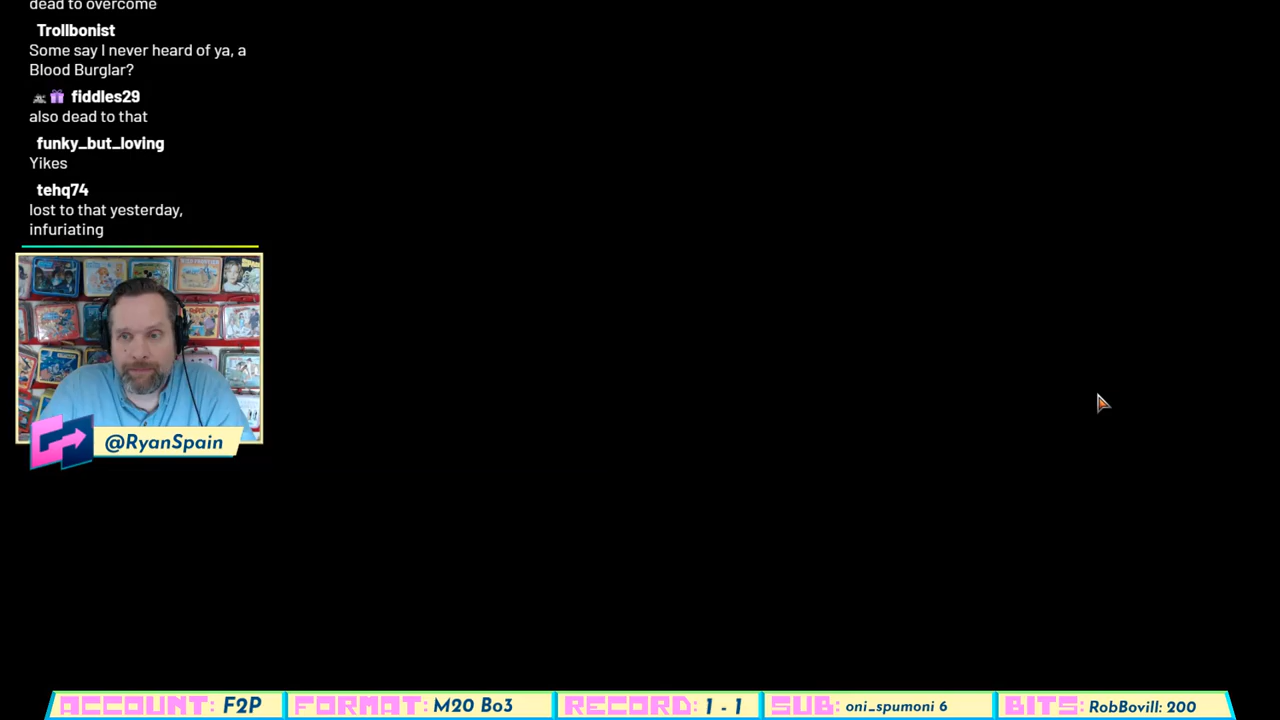 dead to overcome
Trollbonist
Some say I never heard of ya, a
Blood Burglar?
fiddles29
also dead to that
funky_but_loving
Yikes
tehq74
lost to that yesterday,
infuriating
@RyanSpain
ACCOUNT: F2P
FORMAT: M20 Bo3
RECORD: 1 - 1
SUB: oni_spumoni 6
BITS: RobBovill: 200